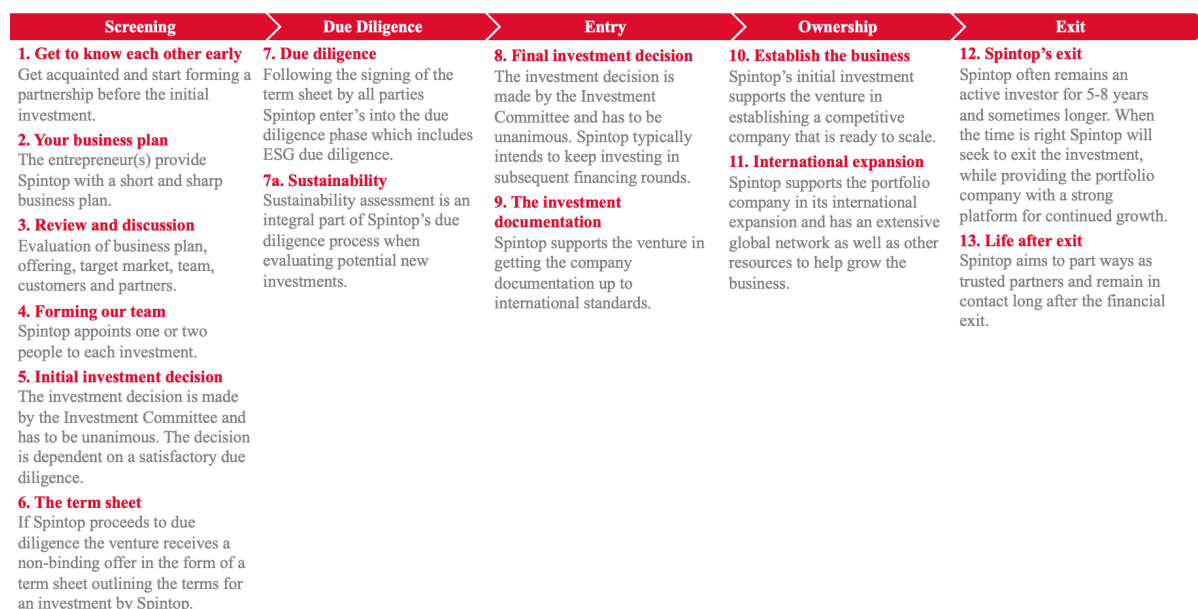 Screening
Due Diligence
Entry
Ownership
Exit
1. Get to know each other early
Get acquainted and start forming a
partnership before the initial
investment.
2. Your business plan
The entrepreneur(s) provide
Spintop with a short and sharp
business plan.
3. Review and discussion
Evaluation of business plan,
offering, target market, team,
customers and partners.
4. Forming our team
Spintop appoints one or two
people to each investment.
5. Initial investment decision
The investment decision is made
by the Investment Committee and
has to be unanimous. The decision
is dependent on a satisfactory due
diligence.
6. The term sheet
If Spintop proceeds to due
diligence the venture receives a
non-binding offer in the form of a
term sheet outlining the terms for
an investment by Spintop.
7. Due diligence
Following the signing of the
term sheet by all parties
Spintop enter’s into the due
diligence phase which includes
ESG due diligence.
7a. Sustainability
Sustainability assessment is an
integral part of Spintop’s due
diligence process when
evaluating potential new
investments.
8. Final investment decision
The investment decision is
made by the Investment
Committee and has to be
unanimous. Spintop typically
intends to keep investing in
subsequent financing rounds.
9. The investment
documentation
Spintop supports the venture in
getting the company
documentation up to
international standards.
10. Establish the business
Spintop’s initial investment
supports the venture in
establishing a competitive
company that is ready to scale.
11. International expansion
Spintop supports the portfolio
company in its international
expansion and has an extensive
global network as well as other
resources to help grow the
business.
12. Spintop’s exit
Spintop often remains an
active investor for 5-8 years
and sometimes longer. When
the time is right Spintop will
seek to exit the investment,
while providing the portfolio
company with a strong
platform for continued growth.
13. Life after exit
Spintop aims to part ways as
trusted partners and remain in
contact long after the financial
exit.